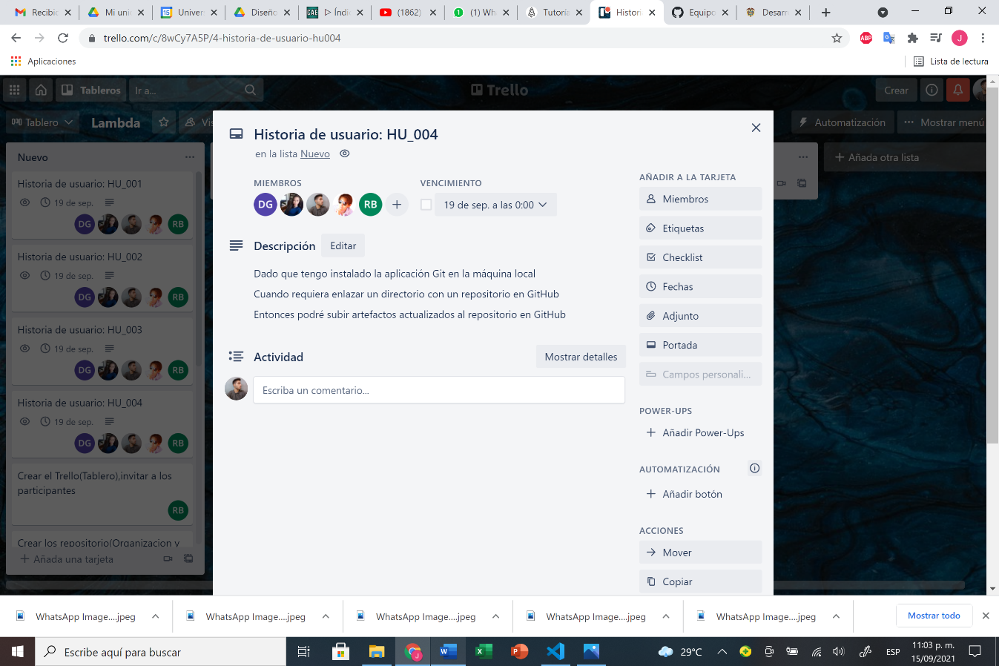 Recibic
Mi unic
15
Univer
Diseño
CAE
▷ Índi
(1862)
1
(1) Wh
Tutoria
Histori
Equipo
Desarr
trello.com/c/8wCy7A5P/4-historia-de-usuario-hu004
ABP
J
Aplicaciones
Lista de lectura
Tableros
Ir a...
Trello
Crear
Tablero
Lambda
Vis
Automatización
Mostrar menú
Nuevo
Historia de usuario: HU_001
19 de sep.
DG
RB
Historia de usuario: HU_002
19 de sep.
DG
RB
Historia de usuario: HU_003
19 de sep.
DG
RB
Historia de usuario: HU_004
19 de sep.
DG
RB
Crear el Trello(Tablero),invitar a los
participantes
RB
Crear los repositorio(Organizacion y
+ Añada una tarjeta
+ Añada otra lista
Historia de usuario: HU_004
en la lista Nuevo
MIEMBROS
DG
RB
+
VENCIMIENTO
19 de sep. a las 0:00
Descripción
Editar
Dado que tengo instalado la aplicación Git en la máquina local
Cuando requiera enlazar un directorio con un repositorio en GitHub
Entonces podré subir artefactos actualizados al repositorio en GitHub
Actividad
Mostrar detalles
Escriba un comentario...
AÑADIR A LA TARJETA
Miembros
Etiquetas
Checklist
Fechas
Adjunto
Portada
Campos personali...
POWER-UPS
+ Añadir Power-Ups
AUTOMATIZACIÓN
+ Añadir botón
ACCIONES
Mover
Copiar
WhatsApp Image....jpeg
WhatsApp Image....jpeg
WhatsApp Image....jpeg
WhatsApp Image....jpeg
WhatsApp Image....jpeg
Mostrar todo
Escribe aquí para buscar
29°C
ESP
11:03 p. m.
15/09/2021